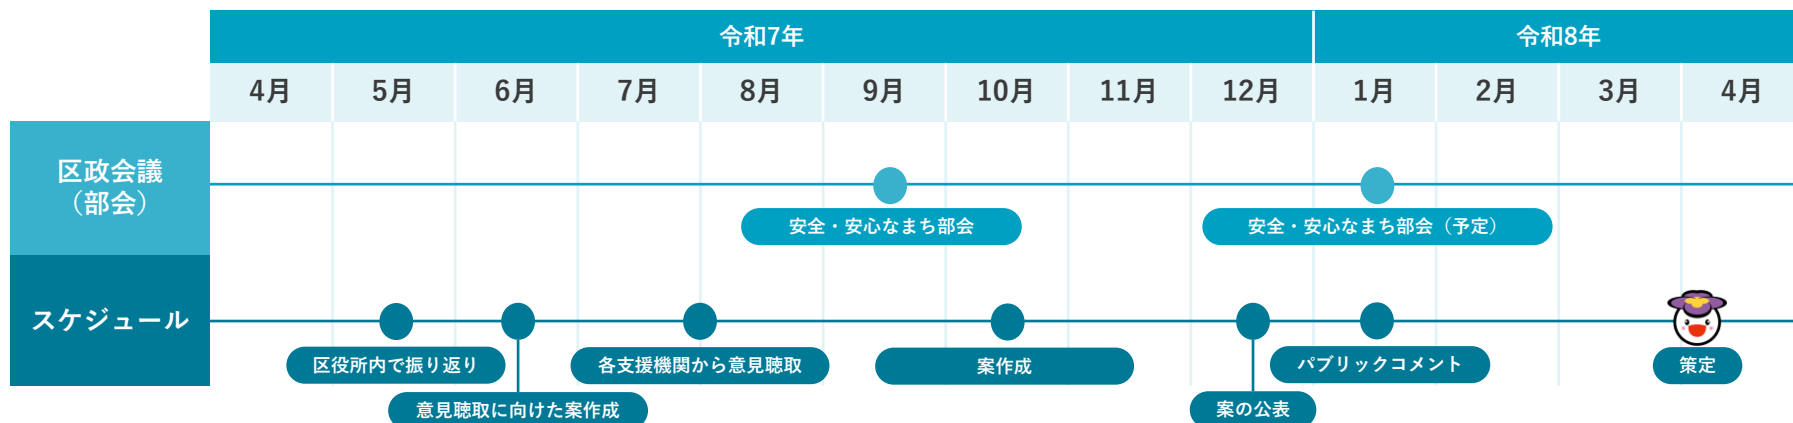 令和7年 令和8年
4月 5月 6月 7月 8月 9月 10月 11月 12月 1月 2月 3月 4月
区政会議
（部会）
安全・安心なまち部会 安全・安心なまち部会（予定）
スケジュール
区役所内で振り返り 各支援機関から意見聴取 案作成 パブリックコメント 策定
意見聴取に向けた案作成 案の公表